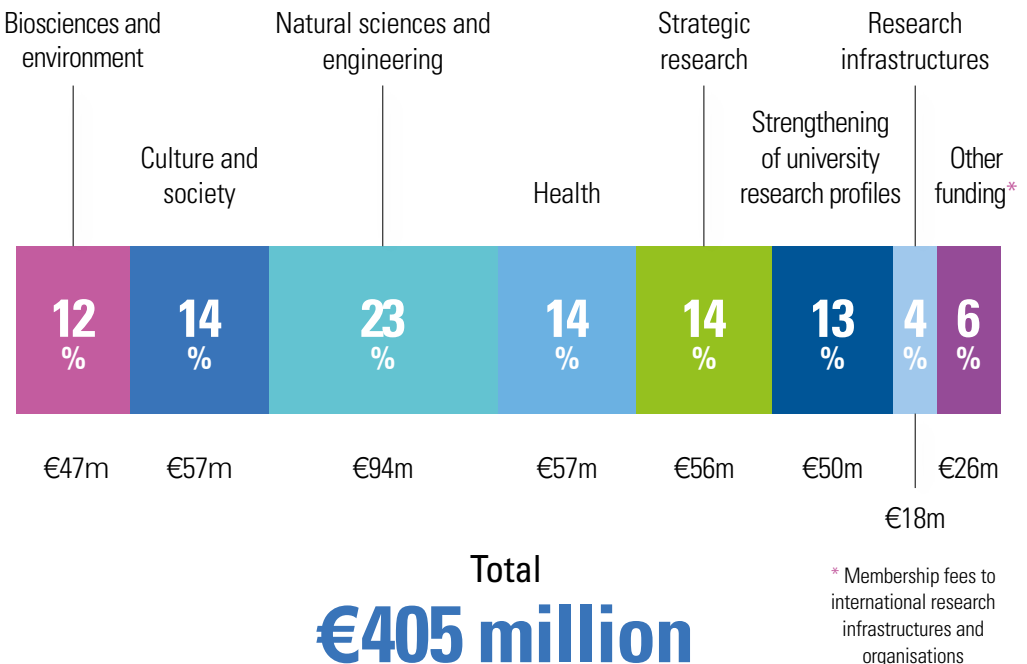 Biosciences and
environment
Natural sciences and
engineering
Strategic
research
Research
infrastructures
Culture and
society
Health
Strengthening
of university
research profiles
Other
funding*
12
%
14
%
23
%
14
%
14
%
13
%
4
%
6
%
€47m
€57m
€94m
€57m
€56m
€50m
€18m
€26m
Total
€405 million
* Membership fees to
international research
infrastructures and
organisations